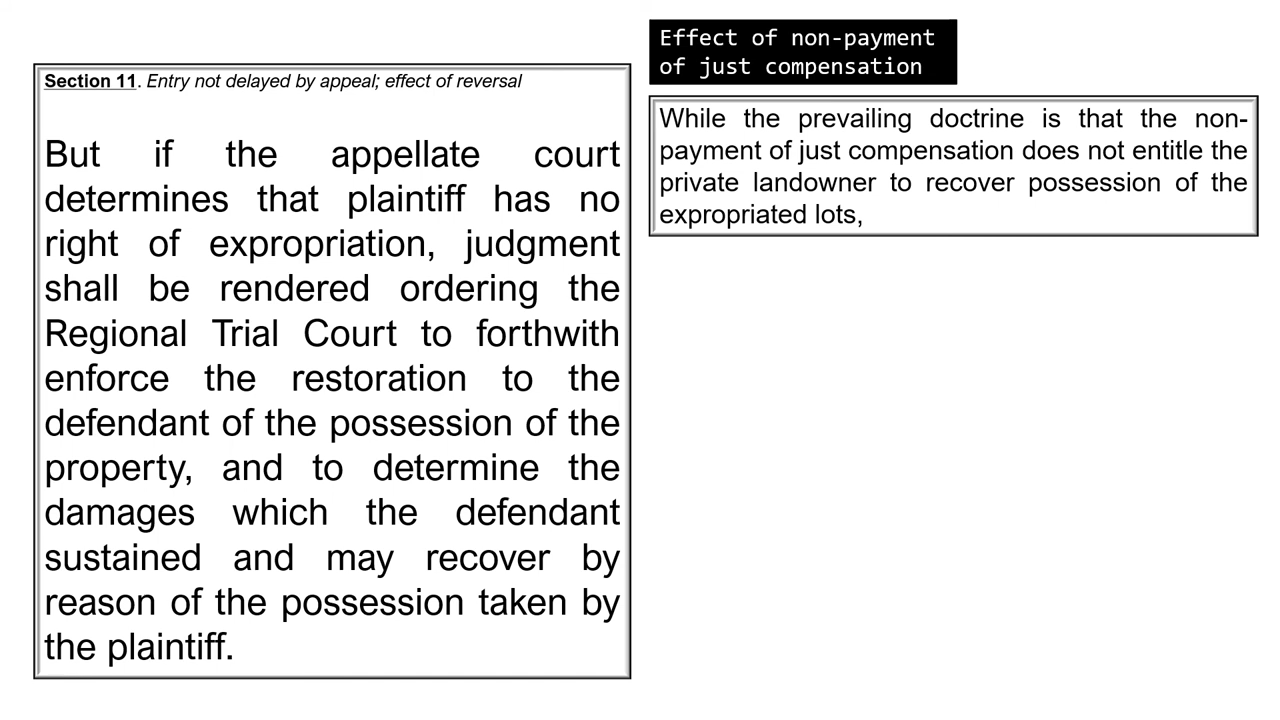 Section 11. Entry not delayed by appeal; effect of reversal
But if the appellate court
determines that plaintiff has no
right of expropriation, judgment
shall be rendered ordering the
Regional Trial Court to forthwith
enforce the restoration to the
defendant of the possession of the
property, and to determine the
damages which the defendant
sustained and may recover by
reason of the possession taken by
the plaintiff.
Effect of non-payment
of just compensation
While the prevailing doctrine is that the non-
payment of just compensation does not entitle the
private landowner to recover possession of the
expropriated lots,